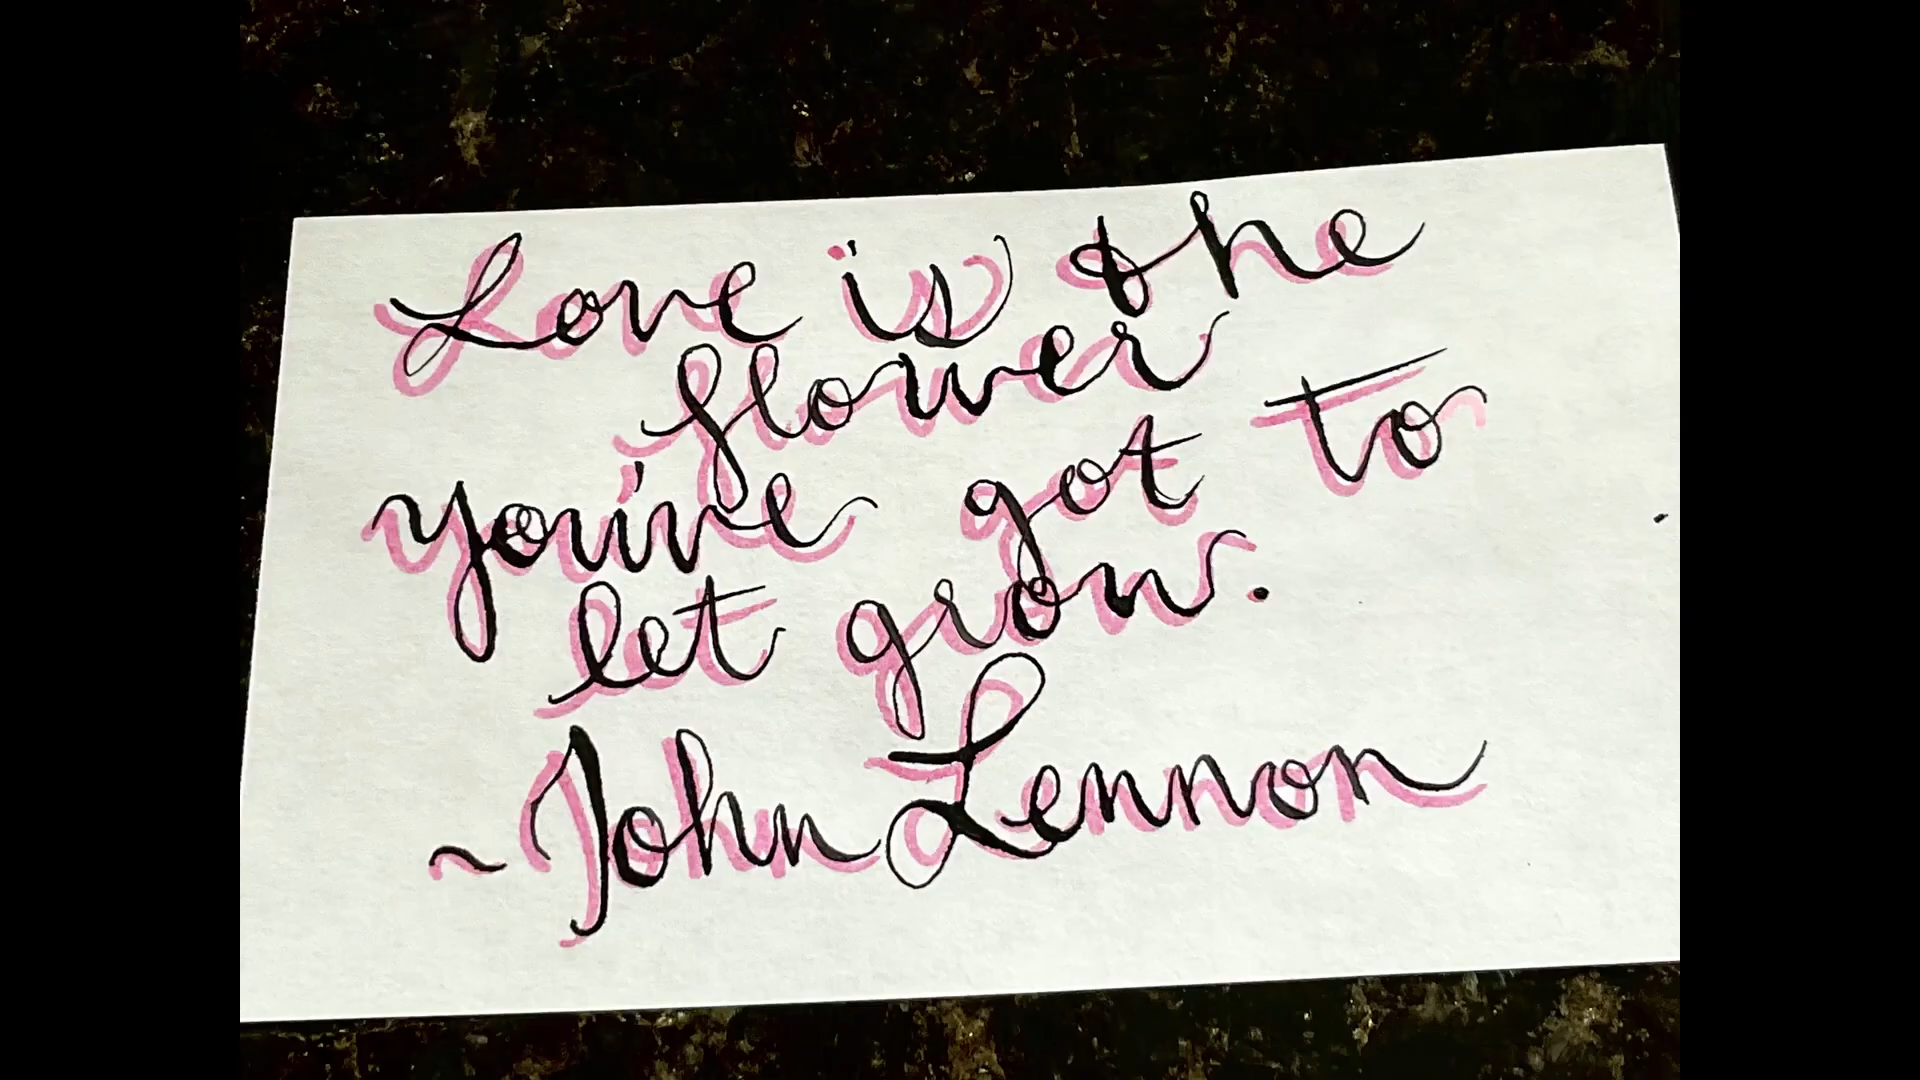 Love is the
flower
you've got to
let grow.
~John Lennon